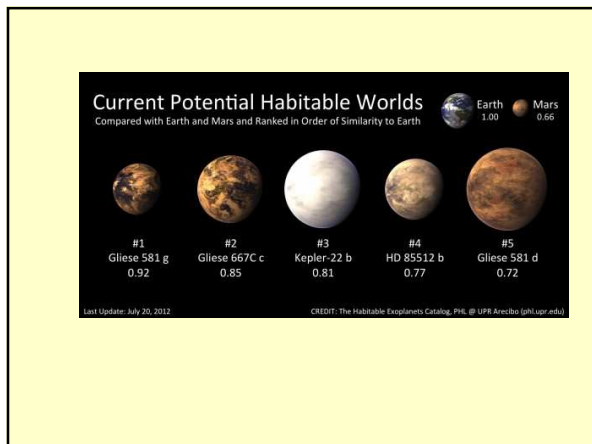 Current Potential Habitable Worlds
Compared with Earth and Mars and Ranked in Order of Similarity to Earth
Earth
1.00
Mars
0.66
#1
Gliese 581 g
0.92
#2
Gliese 667C c
0.85
#3
Kepler-22 b
0.81
#4
HD 85512 b
0.77
#5
Gliese 581 d
0.72
Last Update: July 20, 2012
CREDIT: The Habitable Exoplanets Catalog, PHL @ UPR Arecibo (phl.upr.edu)